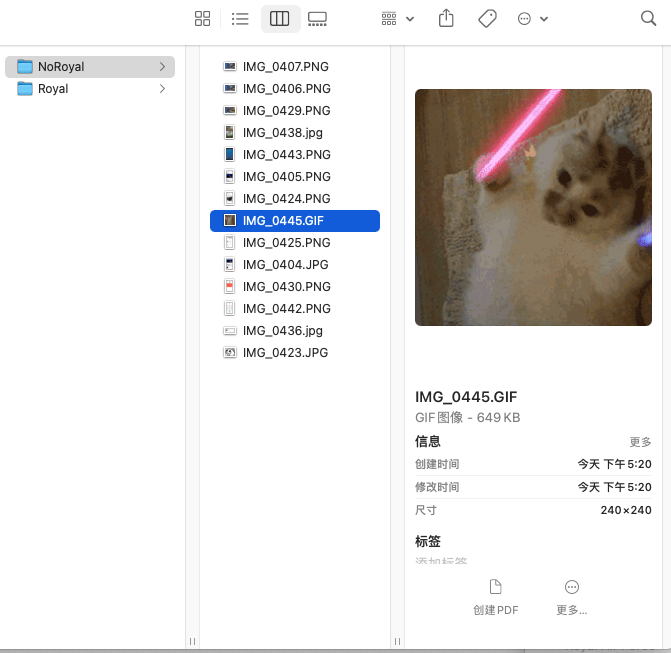 NoRoyal
Royal
IMG_0407.PNG
IMG_0406.PNG
IMG_0429.PNG
IMG_0438.jpg
IMG_0443.PNG
IMG_0405.PNG
IMG_0424.PNG
IMG_0445.GIF
IMG_0425.PNG
IMG_0404.JPG
IMG_0430.PNG
IMG_0442.PNG
IMG_0436.jpg
IMG_0423.JPG
IMG_0445.GIF
GIF图像 - 649 KB
信息 更多
创建时间 今天 下午5:20
修改时间 今天 下午5:20
尺寸 240×240
标签
添加标签
创建PDF 更多...